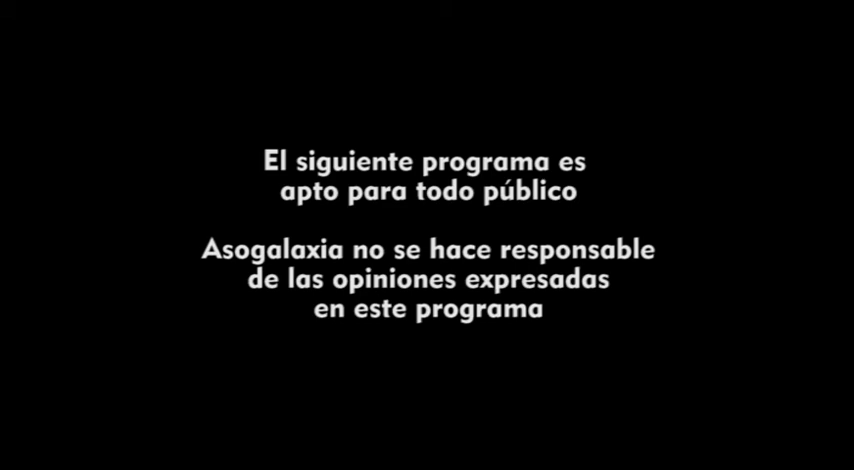 El siguiente programa es
apto para todo público
Asogalaxia no se hace responsable
de las opiniones expresadas
en este programa